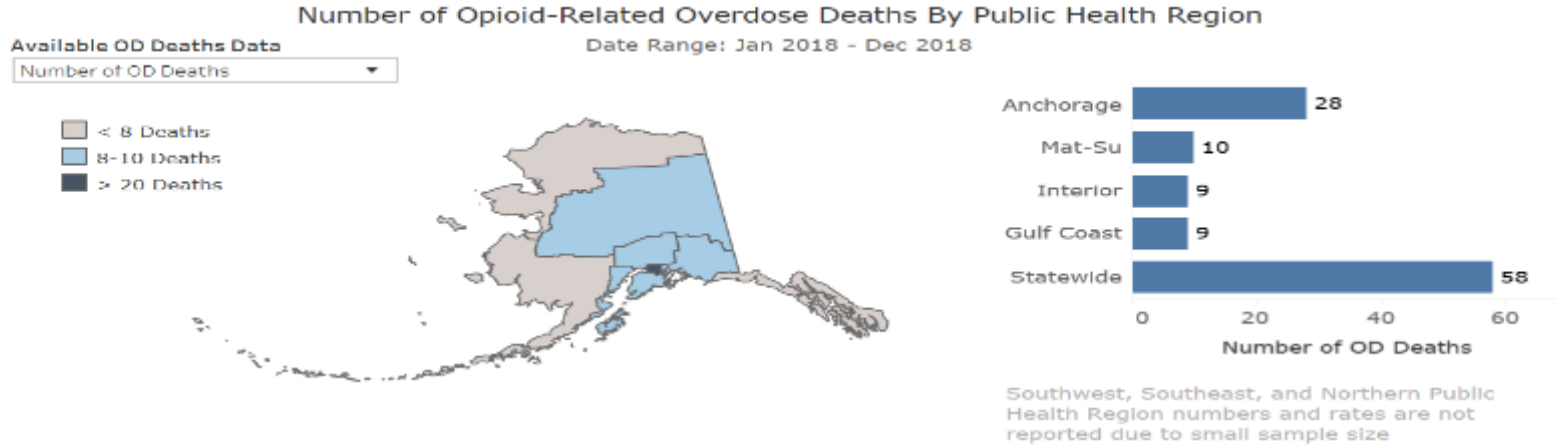 Number of Opioid-Related Overdose Deaths By Public Health Region
Available OD Deaths Data
Date Range: Jan 2018 - Dec 2018
Number of OD Deaths
< 8 Deaths
8-10 Deaths
> 20 Deaths
Anchorage 28
Mat-Su 10
Interior 9
Gulf Coast 9
Statewide 58
0 20 40 60
Number of OD Deaths
Southwest, Southeast, and Northern Public
Health Region numbers and rates are not
reported due to small sample size